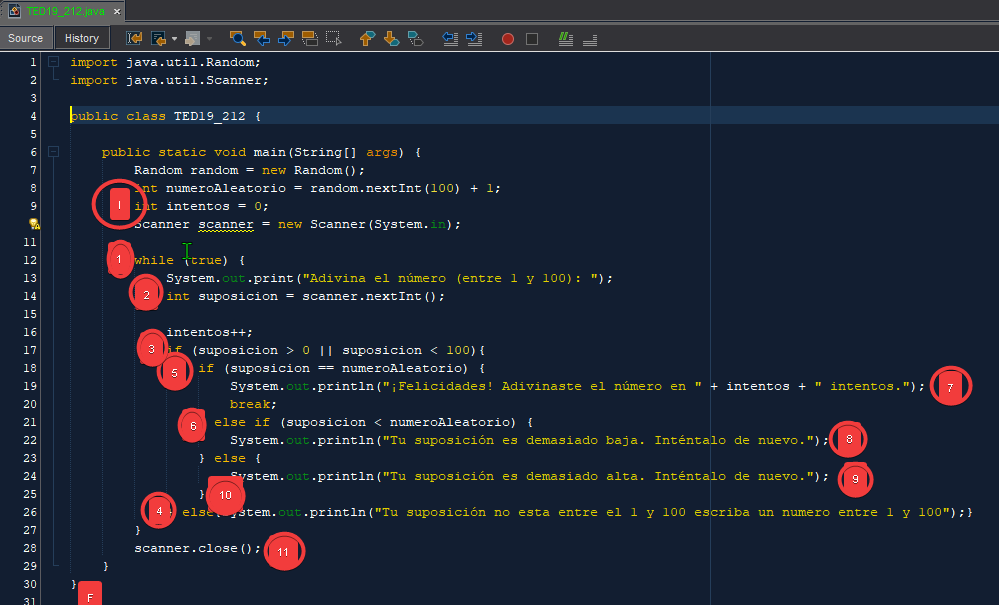 TED19_212.java ×
Source History
1 import java.util.Random;
2 import java.util.Scanner;
3
4 public class TED19_212 {
5
6 public static void main(String[] args) {
7 Random random = new Random();
8 int numeroAleatorio = random.nextInt(100) + 1;
9 I int intentos = 0;
Scanner scanner = new Scanner(System.in);
11
12 1 while (true) {
13 System.out.print("Adivina el número (entre 1 y 100): ");
14 2 int suposicion = scanner.nextInt();
15
16 intentos++;
17 3 if (suposicion > 0 || suposicion < 100){
18 5 if (suposicion == numeroAleatorio) {
19 System.out.println("¡Felicidades! Adivinaste el número en " + intentos + " intentos."); 7
20 break;
21 6 else if (suposicion < numeroAleatorio) {
22 System.out.println("Tu suposición es demasiado baja. Inténtalo de nuevo."); 8
23 } else {
24 System.out.println("Tu suposición es demasiado alta. Inténtalo de nuevo."); 9
25 } 10
26 4 else{System.out.println("Tu suposición no esta entre el 1 y 100 escriba un numero entre 1 y 100");}
27 }
28 scanner.close(); 11
29 }
30 }
31 F